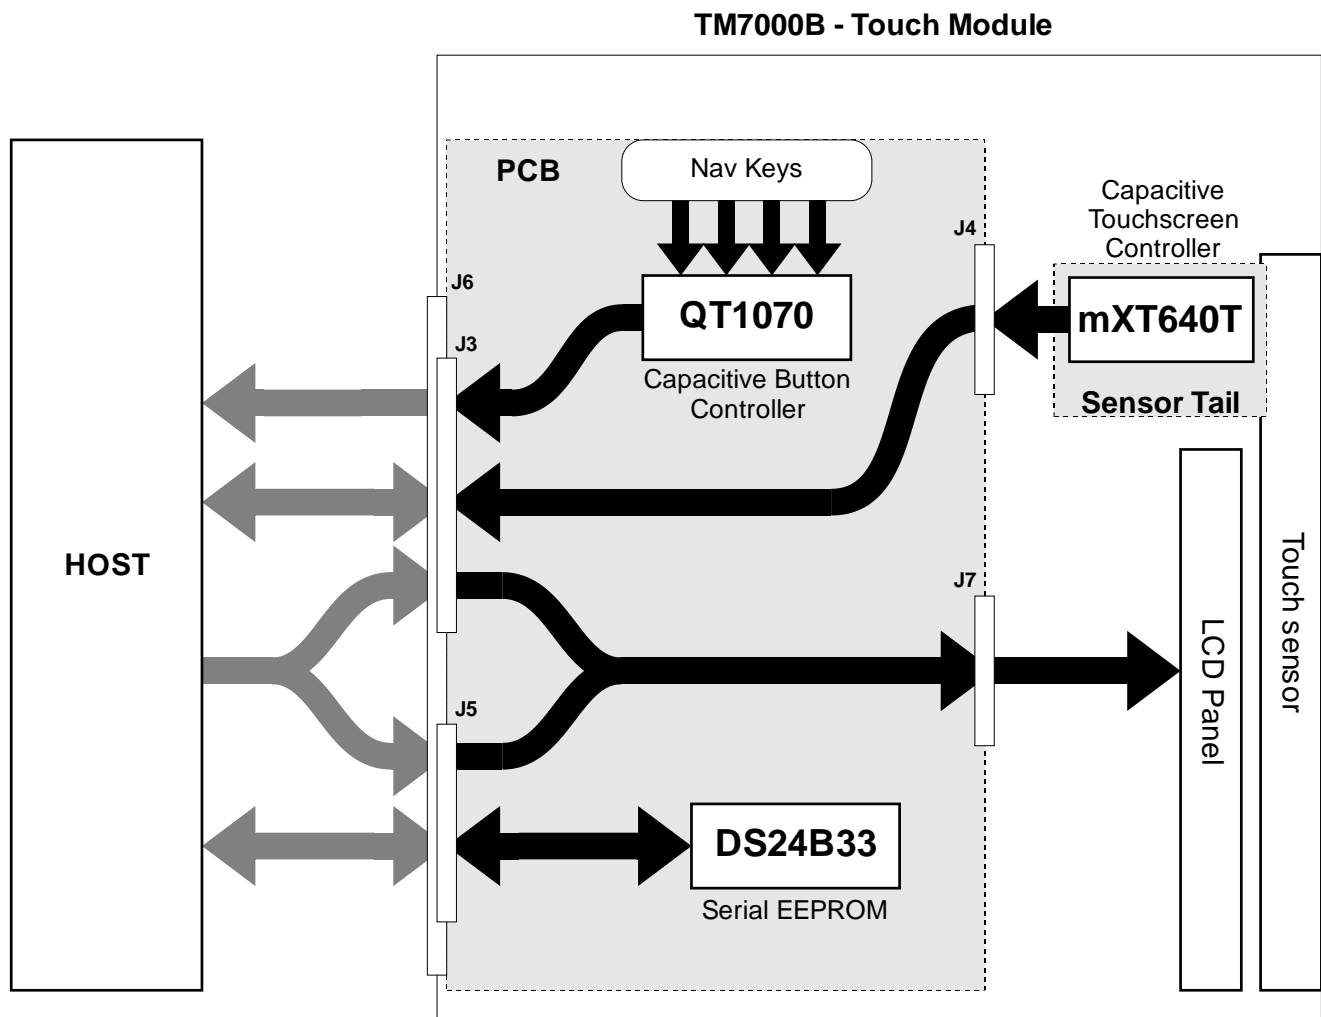 TM7000B - Touch Module
PCB
Nav Keys
Capacitive
Touchscreen
Controller
J4
J6
QT1070
mXT640T
J3
Capacitive Button
Controller
Sensor Tail
HOST
J7
Touch sensor
LCD Panel
J5
DS24B33
Serial EEPROM